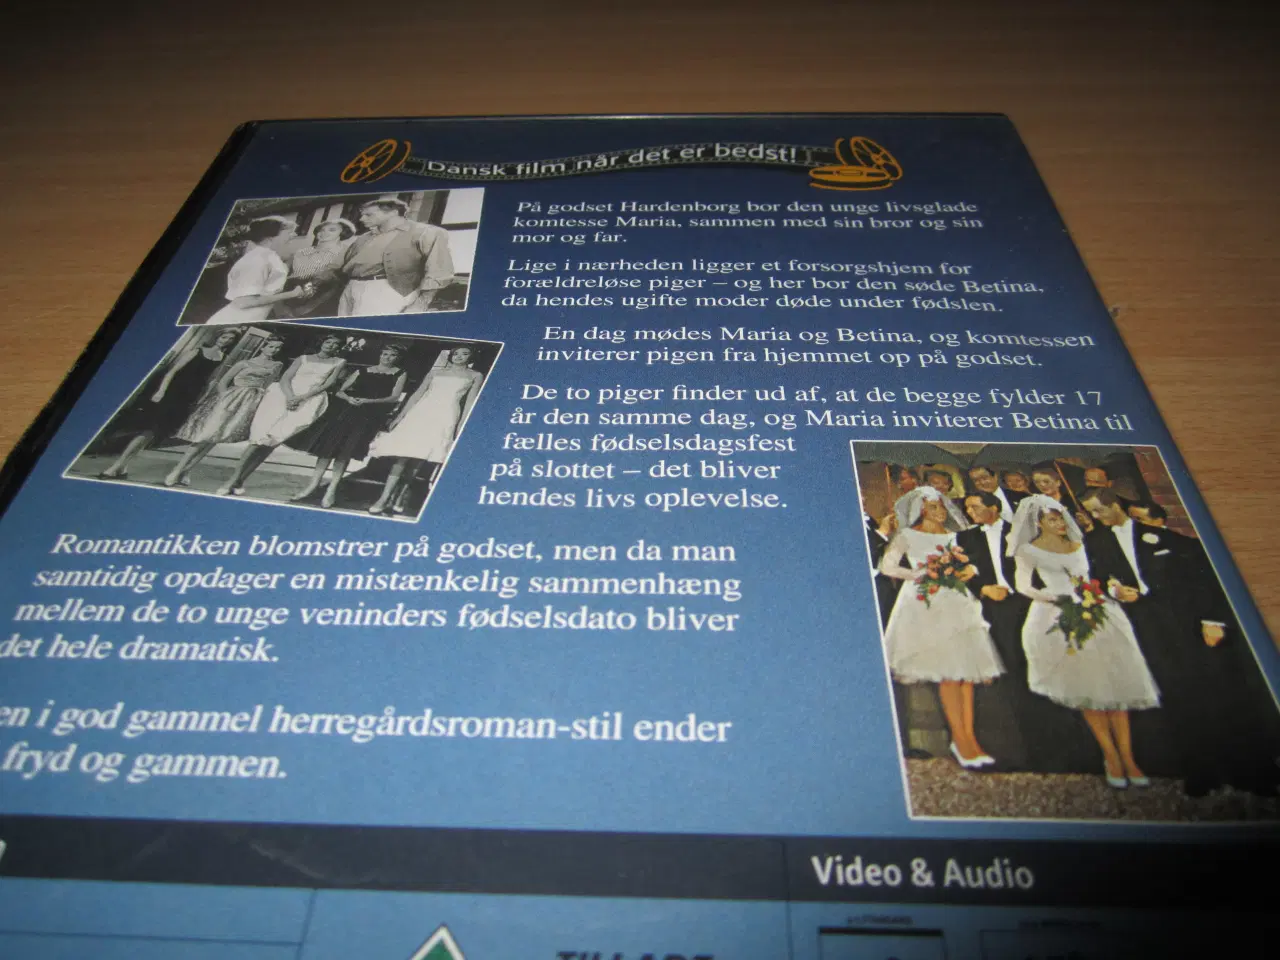 Dansk film når det er bedst!
På godset Hardenborg bor den unge livsglade
komtesse Maria, sammen med sin bror og sin
mor og far.
Lige i nærheden ligger et forsorgshjem for
forældreløse piger – og her bor den søde Betina,
da hendes ugifte moder døde under fødslen.
En dag mødes Maria og Betina, og komtessen
inviterer pigen fra hjemmet op på godset.
De to piger finder ud af, at de begge fylder 17
år den samme dag, og Maria inviterer Betina til
fælles fødselsdagsfest
på slottet – det bliver
hendes livs oplevelse.
Romantikken blomstrer på godset, men da man
samtidig opdager en mistænkelig sammenhæng
mellem de to unge veninders fødselsdato bliver
det hele dramatisk.
en i god gammel herregårdsroman-stil ender
fryd og gammen.
Video & Audio